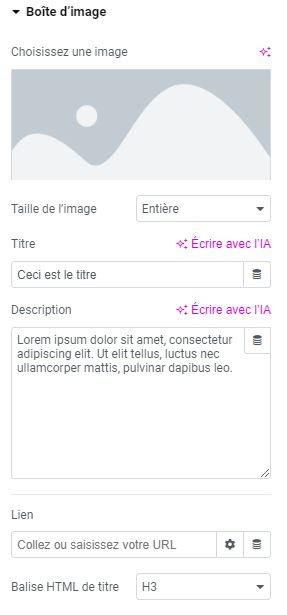 Boîte d’image
Choisissez une image
Taille de l’image
Entière
Titre
Écrire avec l’IA
Ceci est le titre
Description
Écrire avec l’IA
Lorem ipsum dolor sit amet, consectetur
adipiscing elit. Ut elit tellus, luctus nec
ullamcorper mattis, pulvinar dapibus leo.
Lien
Collez ou saisissez votre URL
Balise HTML de titre
H3